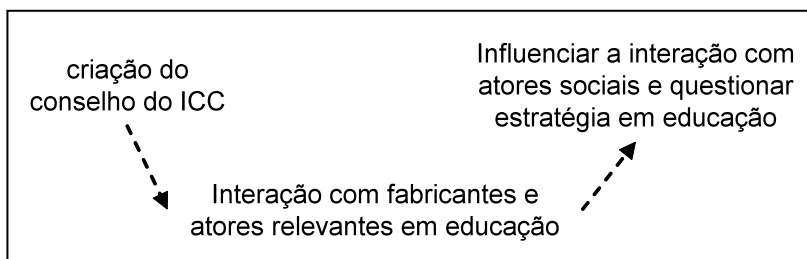 criação do
conselho do ICC
Interação com fabricantes e
atores relevantes em educação
Influenciar a interação com
atores sociais e questionar
estratégia em educação